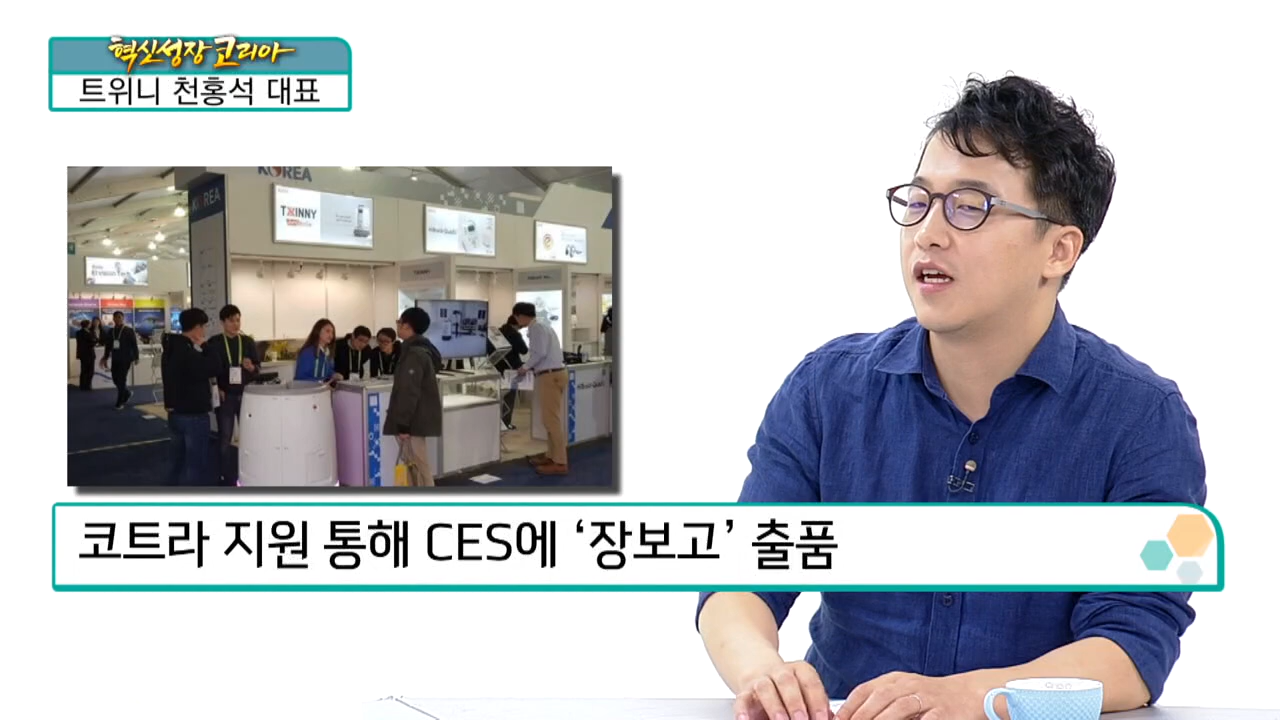 혁신성장 코리아
트위니 천홍석 대표
KOREA
KOREA
TWINNY
코트라 지원 통해 CES에 ‘장보고’ 출품